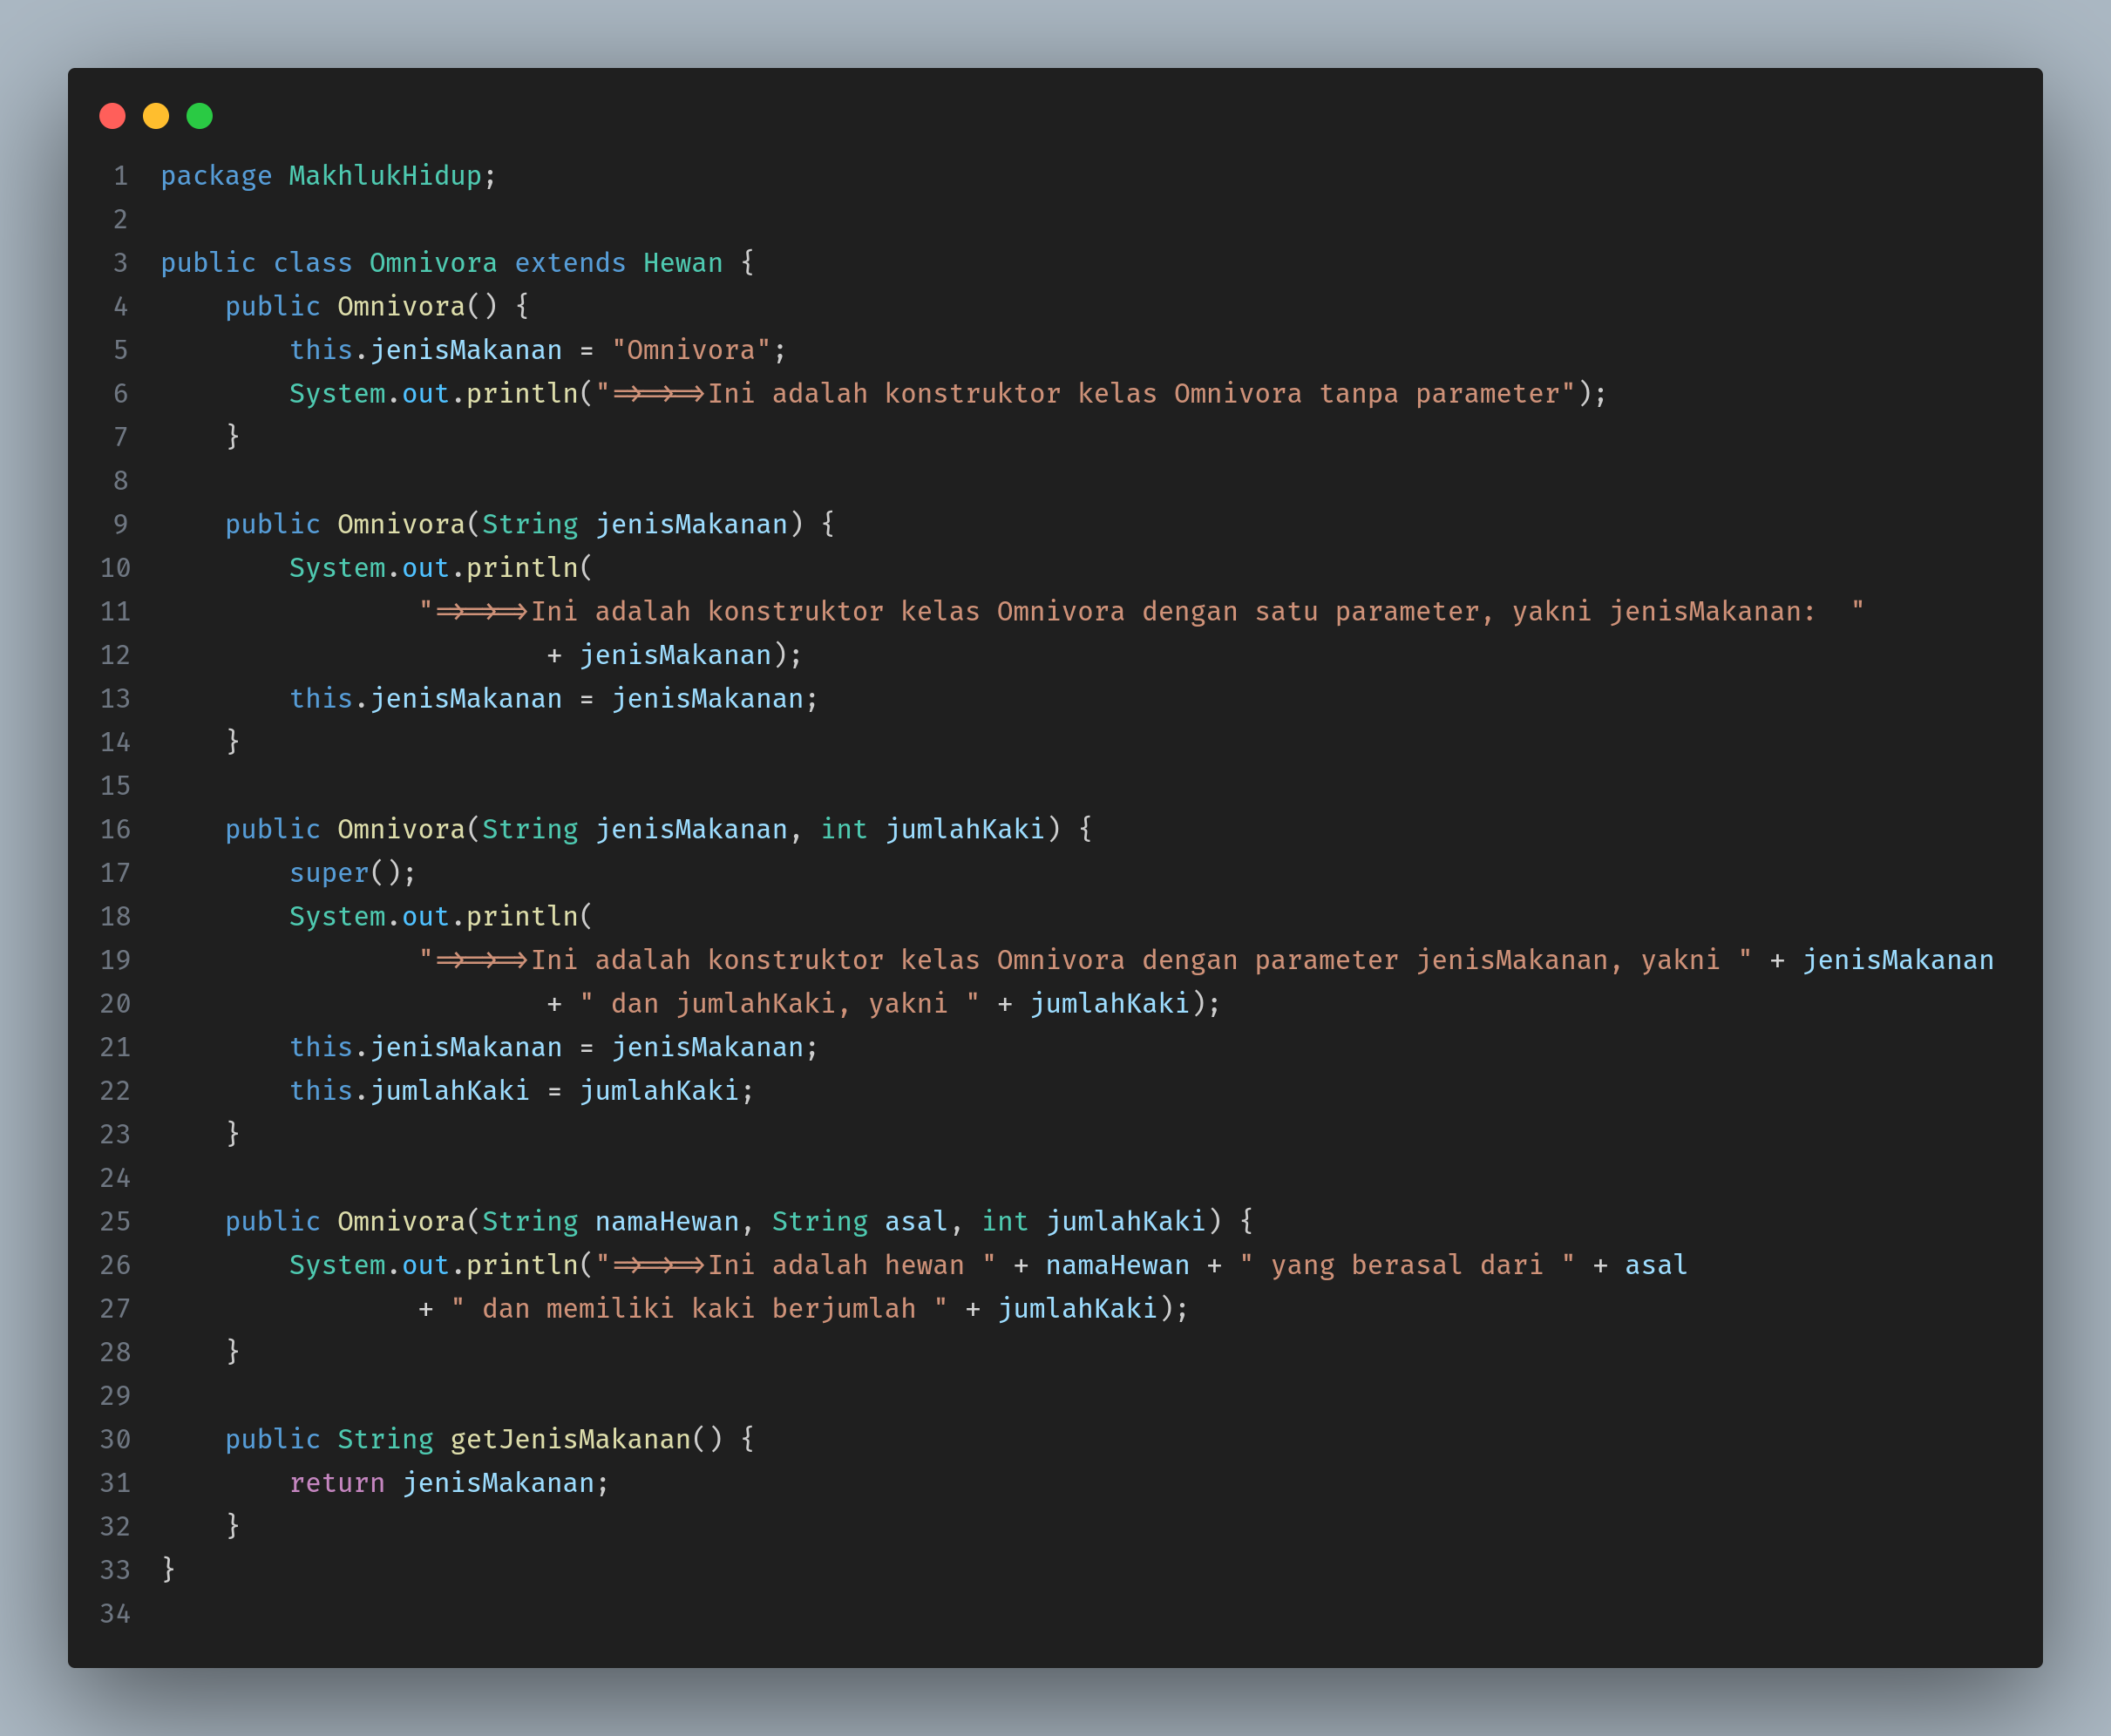 1 package MakhlukHidup;
2
3 public class Omnivora extends Hewan {
4     public Omnivora() {
5         this.jenisMakanan = "Omnivora";
6         System.out.println("=>=>=>Ini adalah konstruktor kelas Omnivora tanpa parameter");
7     }
8
9     public Omnivora(String jenisMakanan) {
10         System.out.println(
11                 "=>=>=>Ini adalah konstruktor kelas Omnivora dengan satu parameter, yakni jenisMakanan:  "
12                         + jenisMakanan);
13         this.jenisMakanan = jenisMakanan;
14     }
15
16     public Omnivora(String jenisMakanan, int jumlahKaki) {
17         super();
18         System.out.println(
19                 "=>=>=>Ini adalah konstruktor kelas Omnivora dengan parameter jenisMakanan, yakni " + jenisMakanan
20                         + " dan jumlahKaki, yakni " + jumlahKaki);
21         this.jenisMakanan = jenisMakanan;
22         this.jumlahKaki = jumlahKaki;
23     }
24
25     public Omnivora(String namaHewan, String asal, int jumlahKaki) {
26         System.out.println("=>=>=>Ini adalah hewan " + namaHewan + " yang berasal dari " + asal
27                 + " dan memiliki kaki berjumlah " + jumlahKaki);
28     }
29
30     public String getJenisMakanan() {
31         return jenisMakanan;
32     }
33 }
34